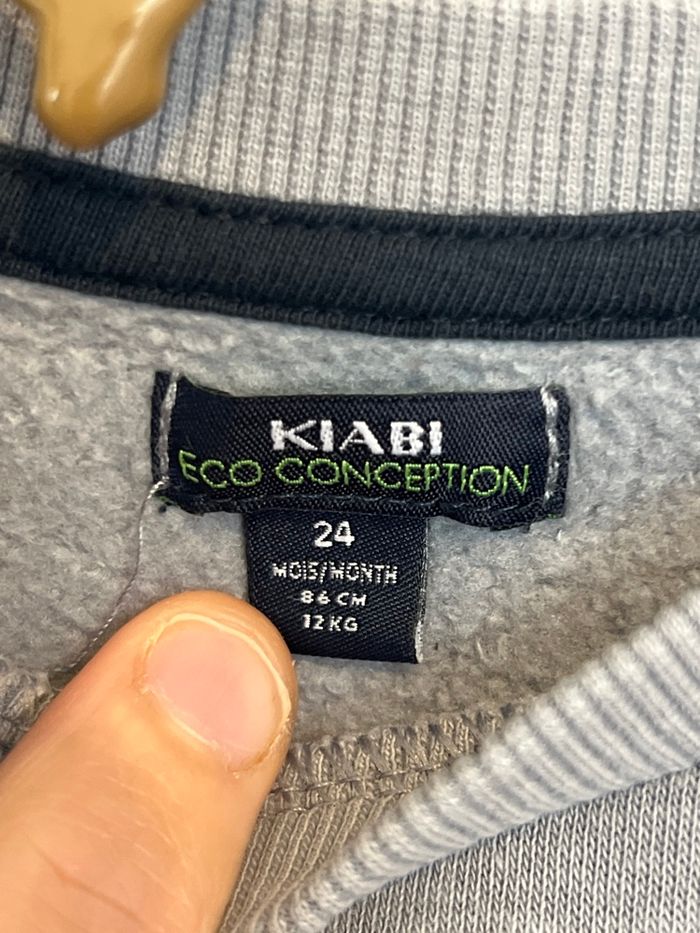 KIABI
ECO CONCEPTION
24
MOIS/MONTH
86 CM
12 KG